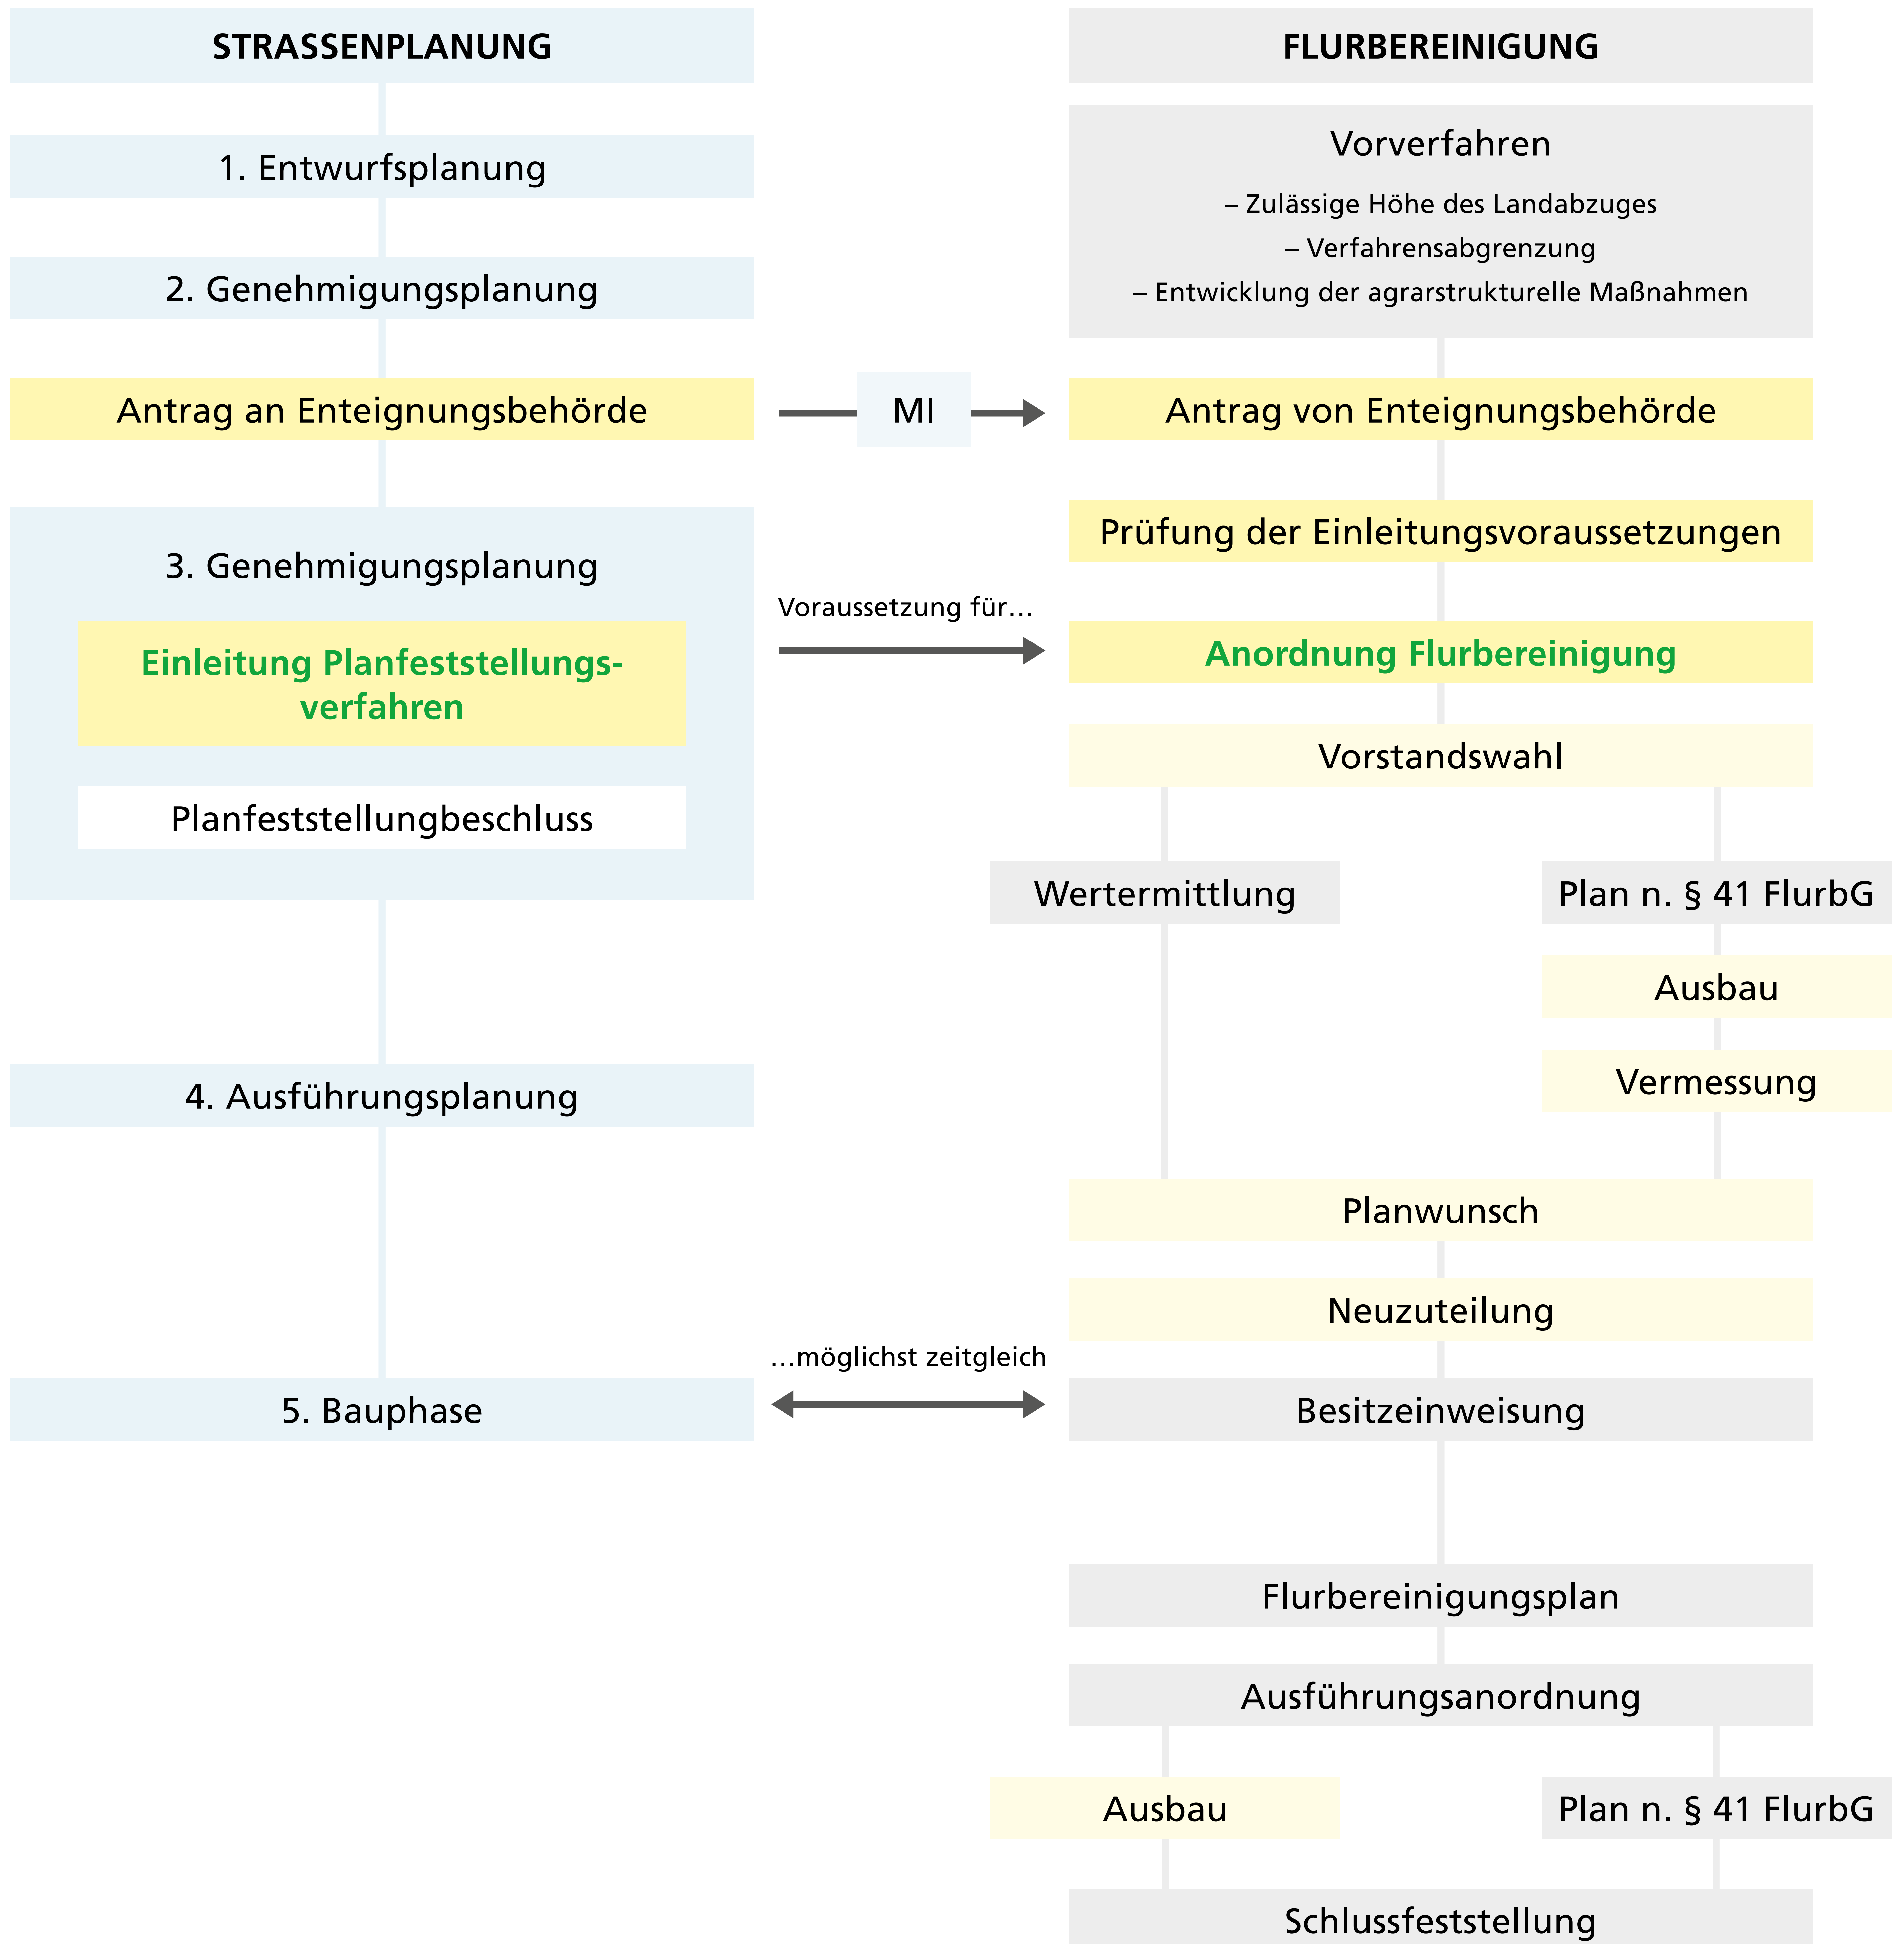 STRASSENPLANUNG
1. Entwurfsplanung
2. Genehmigungsplanung
Antrag an Enteignungsbehörde
3. Genehmigungsplanung
Einleitung Planfeststellungs-
verfahren
Planfeststellungbeschluss
4. Ausführungsplanung
5. Bauphase
MI
Voraussetzung für...
...möglichst zeitgleich
FLURBEREINIGUNG
Vorverfahren
– Zulässige Höhe des Landabzuges
– Verfahrensabgrenzung
– Entwicklung der agrarstrukturelle Maßnahmen
Antrag von Enteignungsbehörde
Prüfung der Einleitungsvoraussetzungen
Anordnung Flurbereinigung
Vorstandswahl
Wertermittlung
Plan n. § 41 FlurbG
Ausbau
Vermessung
Planwunsch
Neuzuteilung
Besitzeinweisung
Flurbereinigungsplan
Ausführungsanordnung
Ausbau
Plan n. § 41 FlurbG
Schlussfeststellung